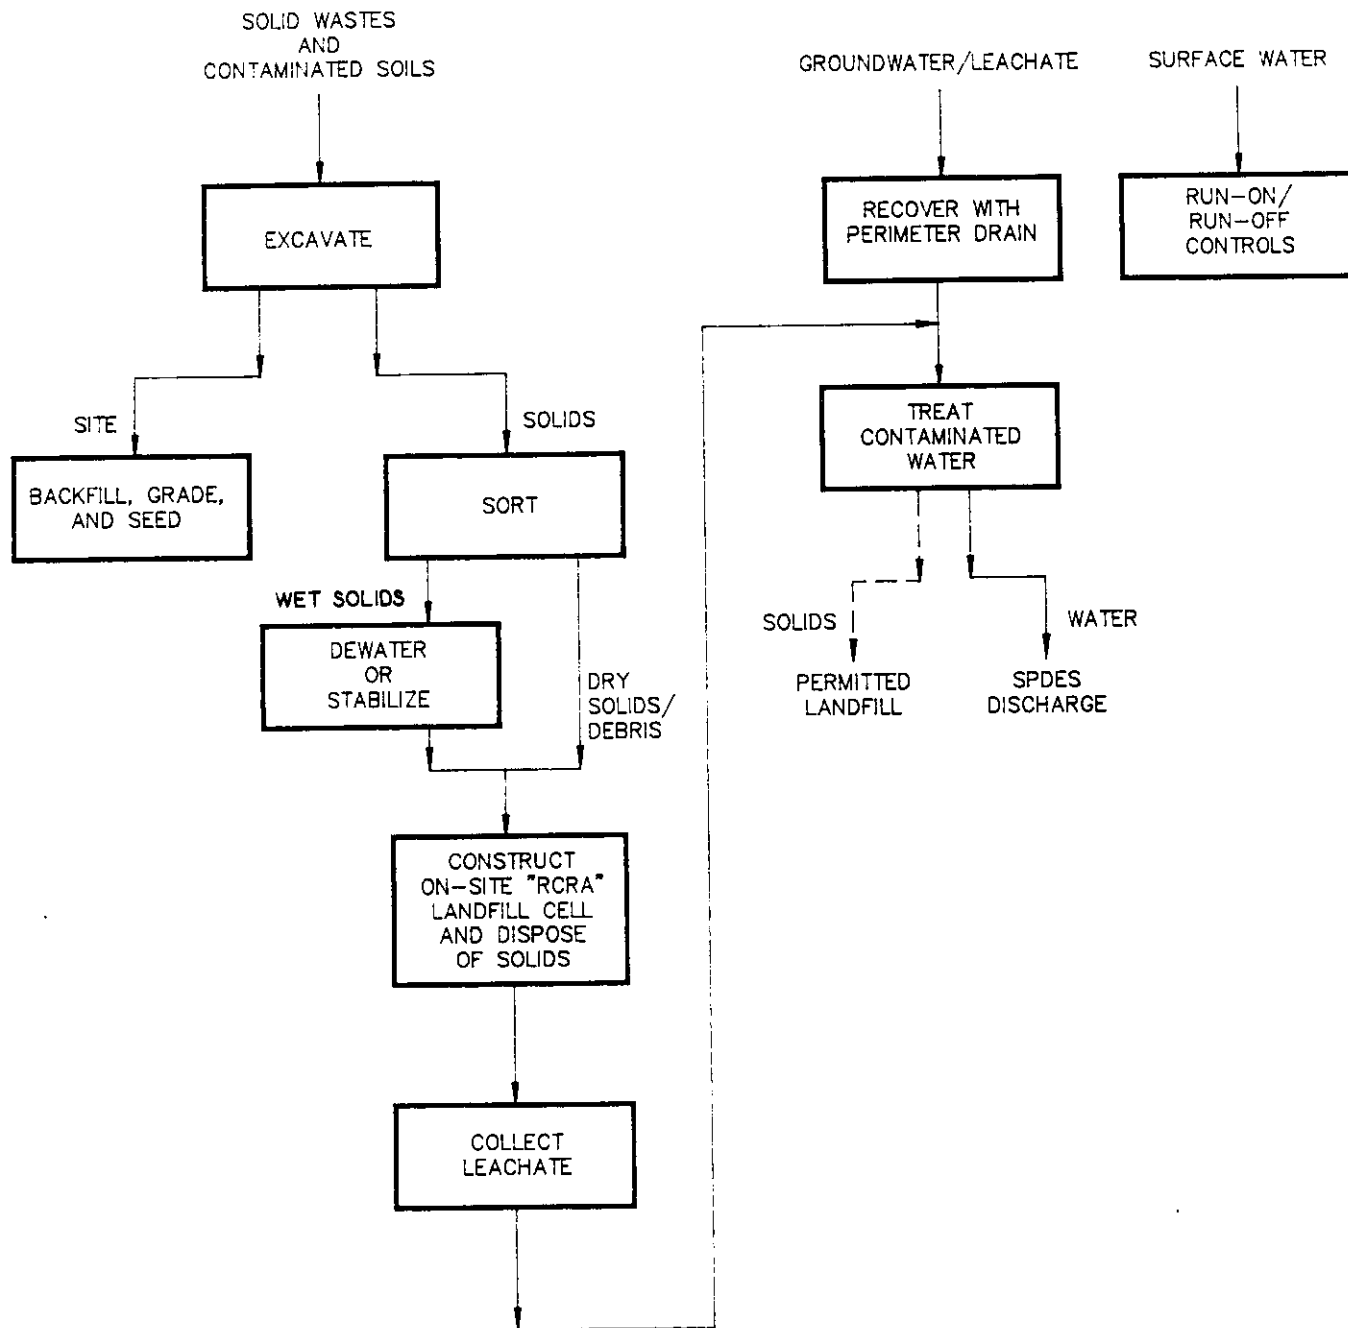 SOLID WASTES
AND
CONTAMINATED SOILS
EXCAVATE
SITE
SOLIDS
BACKFILL, GRADE,
AND SEED
SORT
WET SOLIDS
DEWATER
OR
STABILIZE
DRY
SOLIDS/
DEBRIS
CONSTRUCT
ON-SITE "RCRA"
LANDFILL CELL
AND DISPOSE
OF SOLIDS
COLLECT
LEACHATE
GROUNDWATER/LEACHATE
RECOVER WITH
PERIMETER DRAIN
TREAT
CONTAMINATED
WATER
SOLIDS
WATER
PERMITTED
LANDFILL
SPDES
DISCHARGE
SURFACE WATER
RUN-ON/
RUN-OFF
CONTROLS